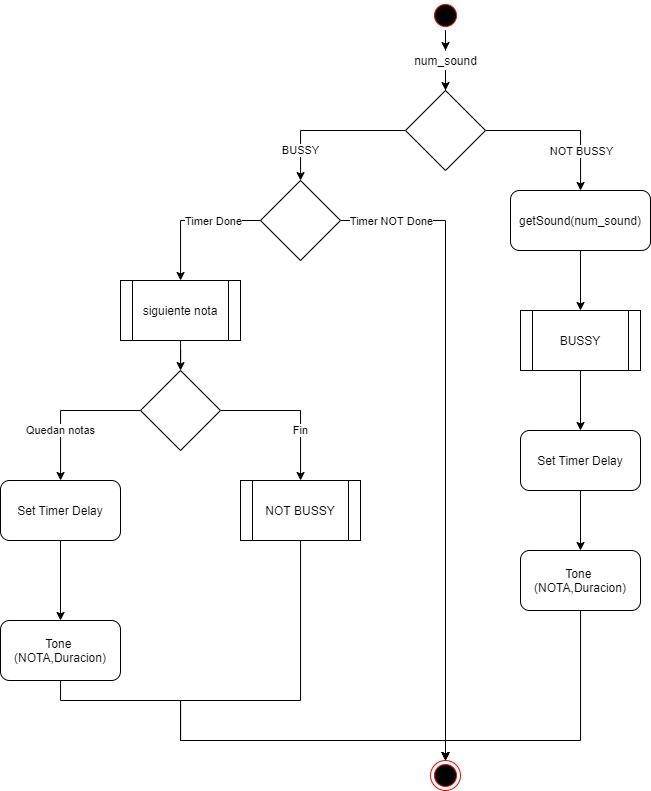 num_sound
BUSSY
NOT BUSSY
Timer Done
Timer NOT Done
getSound(num_sound)
siguiente nota
BUSSY
Quedan notas
Fin
Set Timer Delay
Set Timer Delay
NOT BUSSY
Tone
(NOTA,Duracion)
Tone
(NOTA,Duracion)